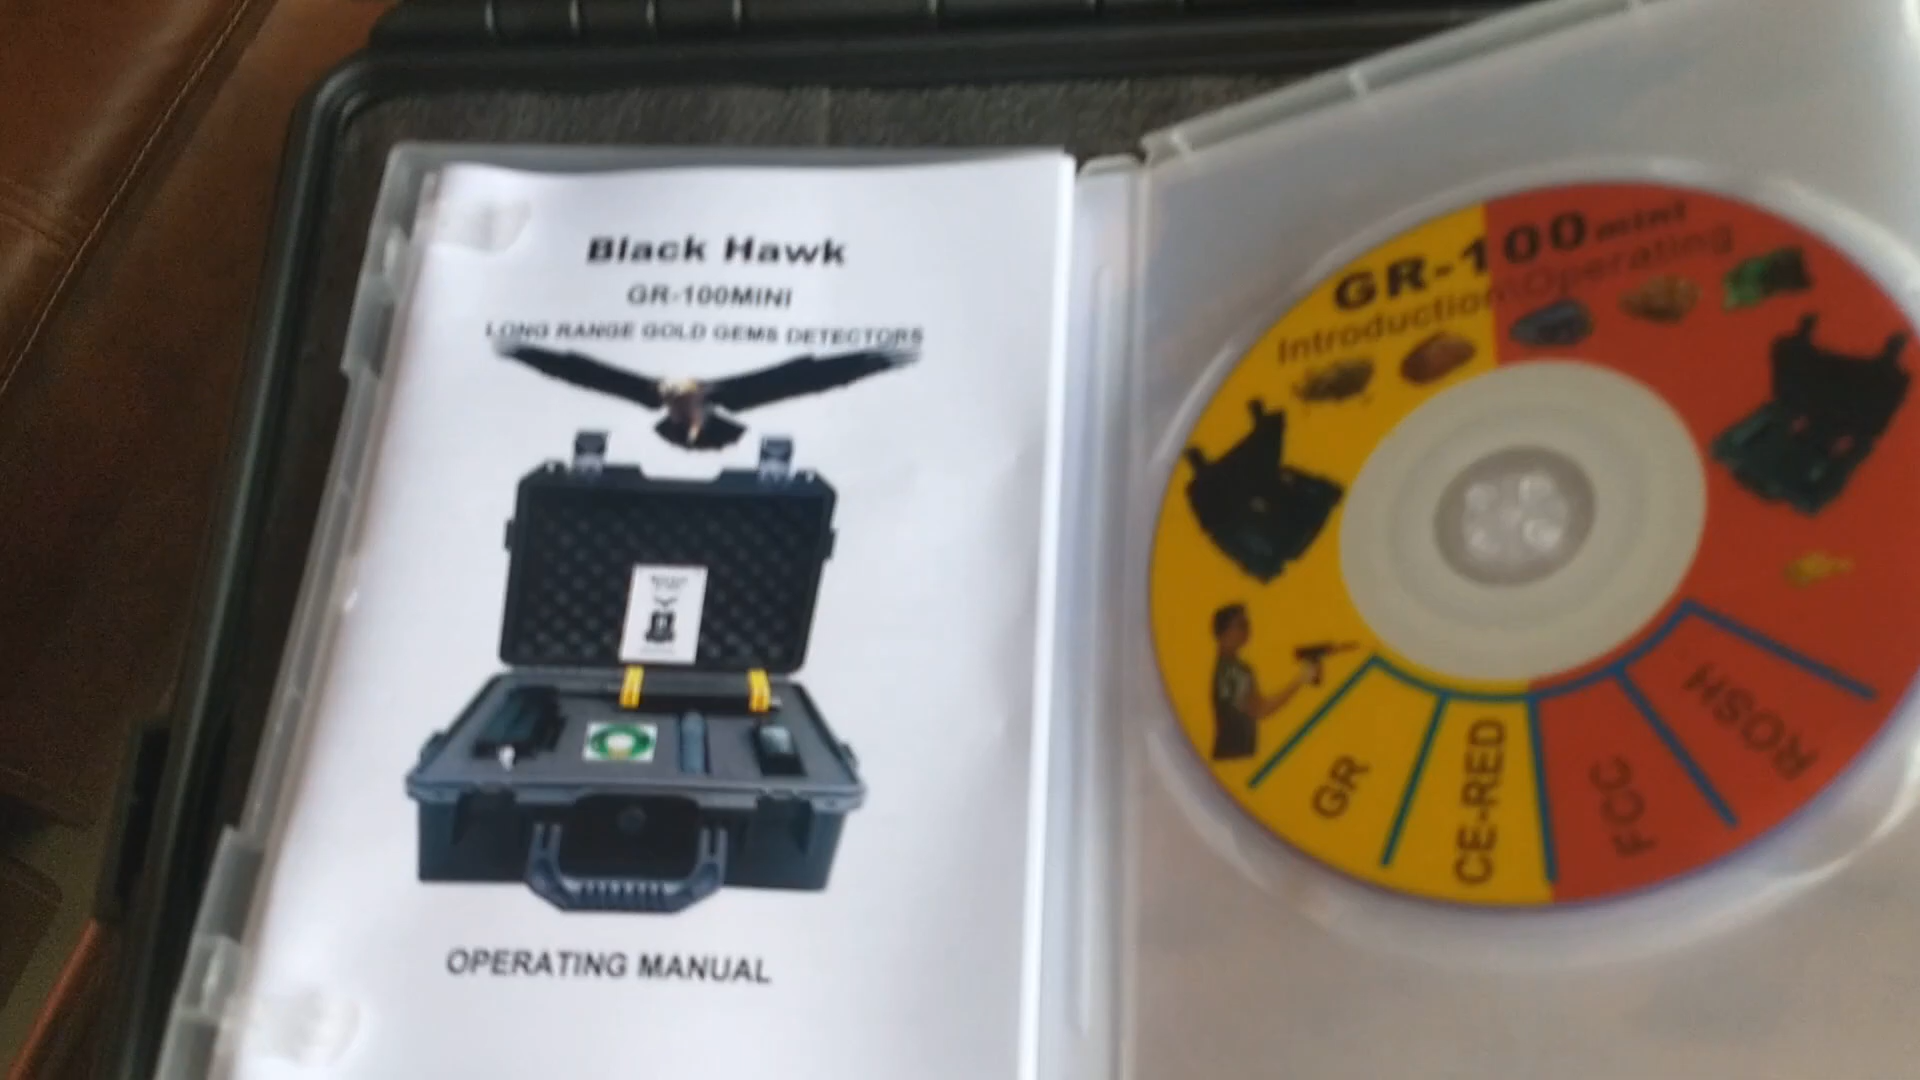 Black Hawk
GR-100MINI
LONG RANGE GOLD GEMS DETECTORS
OPERATING MANUAL
GR-100mini
Introduction Operating
GR
CE-RED
FCC
ROSH